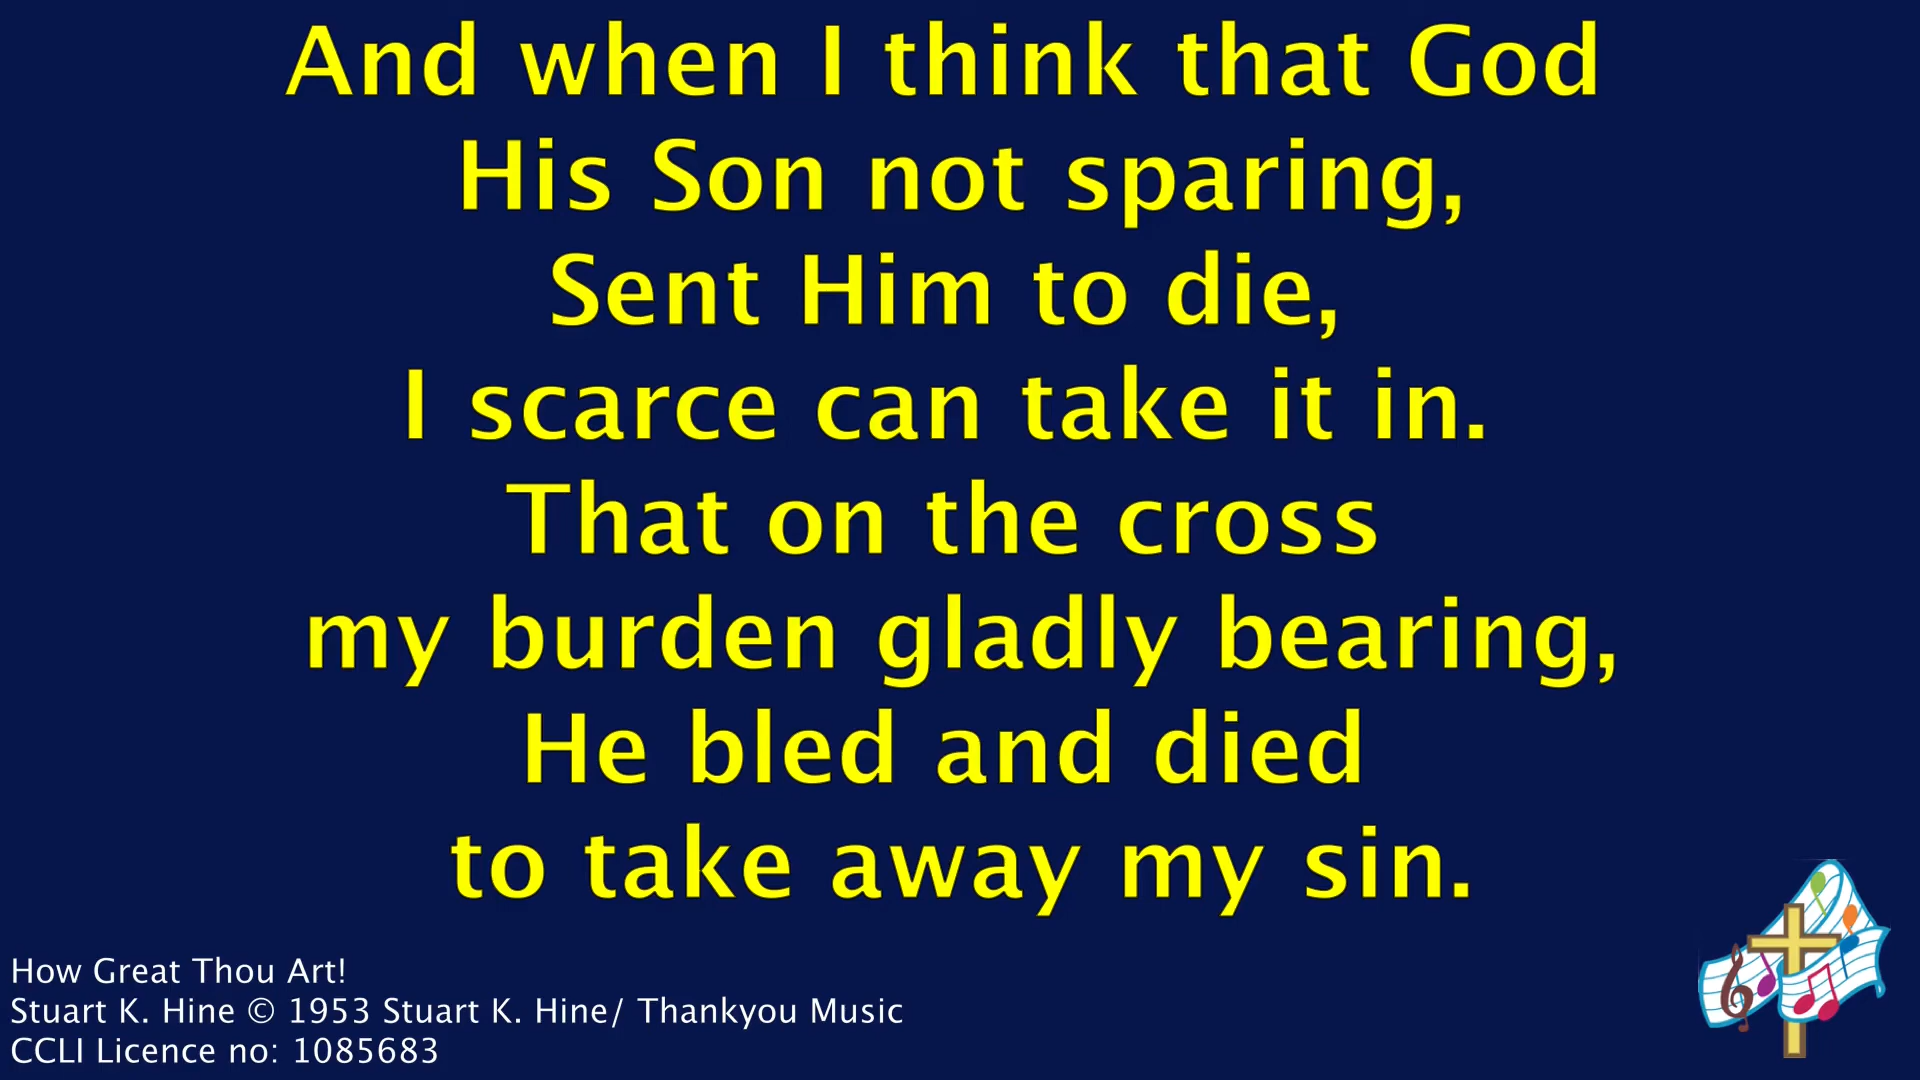 And when I think that God
His Son not sparing,
Sent Him to die,
I scarce can take it in.
That on the cross
my burden gladly bearing,
He bled and died
to take away my sin.
How Great Thou Art!
Stuart K. Hine © 1953 Stuart K. Hine/ Thankyou Music
CCLI Licence no: 1085683